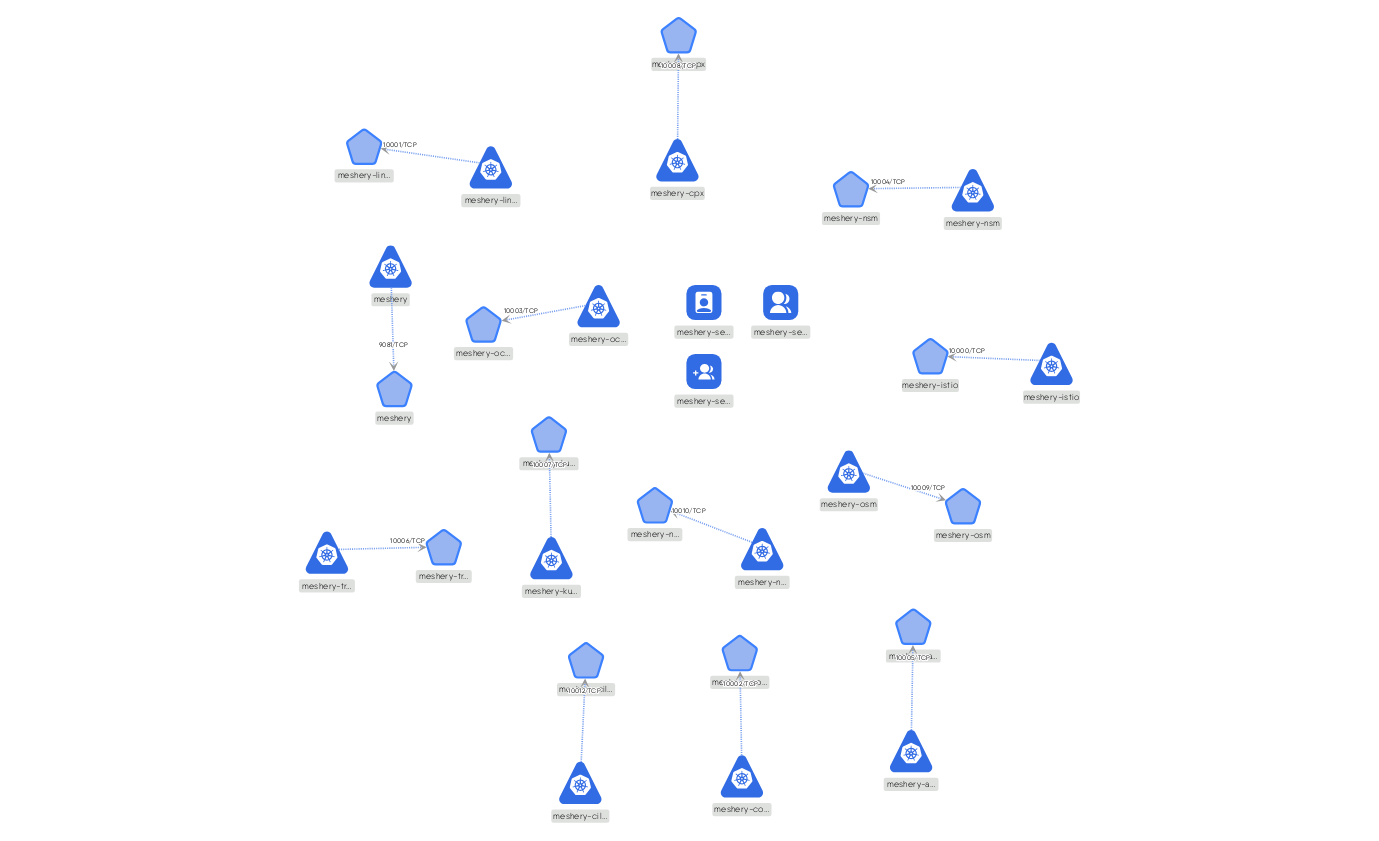 10008/TCP
meshery-cpx
10001/TCP
meshery-lin...
meshery-lin...
10004/TCP
meshery-nsm
meshery-nsm
meshery
9081/TCP
meshery
10003/TCP
meshery-oc...
meshery-oc...
meshery-se...
meshery-se...
meshery-se...
10000/TCP
meshery-istio
meshery-istio
10007/TCP
meshery-ku...
10010/TCP
meshery-n...
meshery-n...
meshery-osm
10009/TCP
meshery-osm
10006/TCP
meshery-tr...
meshery-tr...
10012/TCP
meshery-cil...
10002/TCP
meshery-co...
10005/TCP
meshery-a...